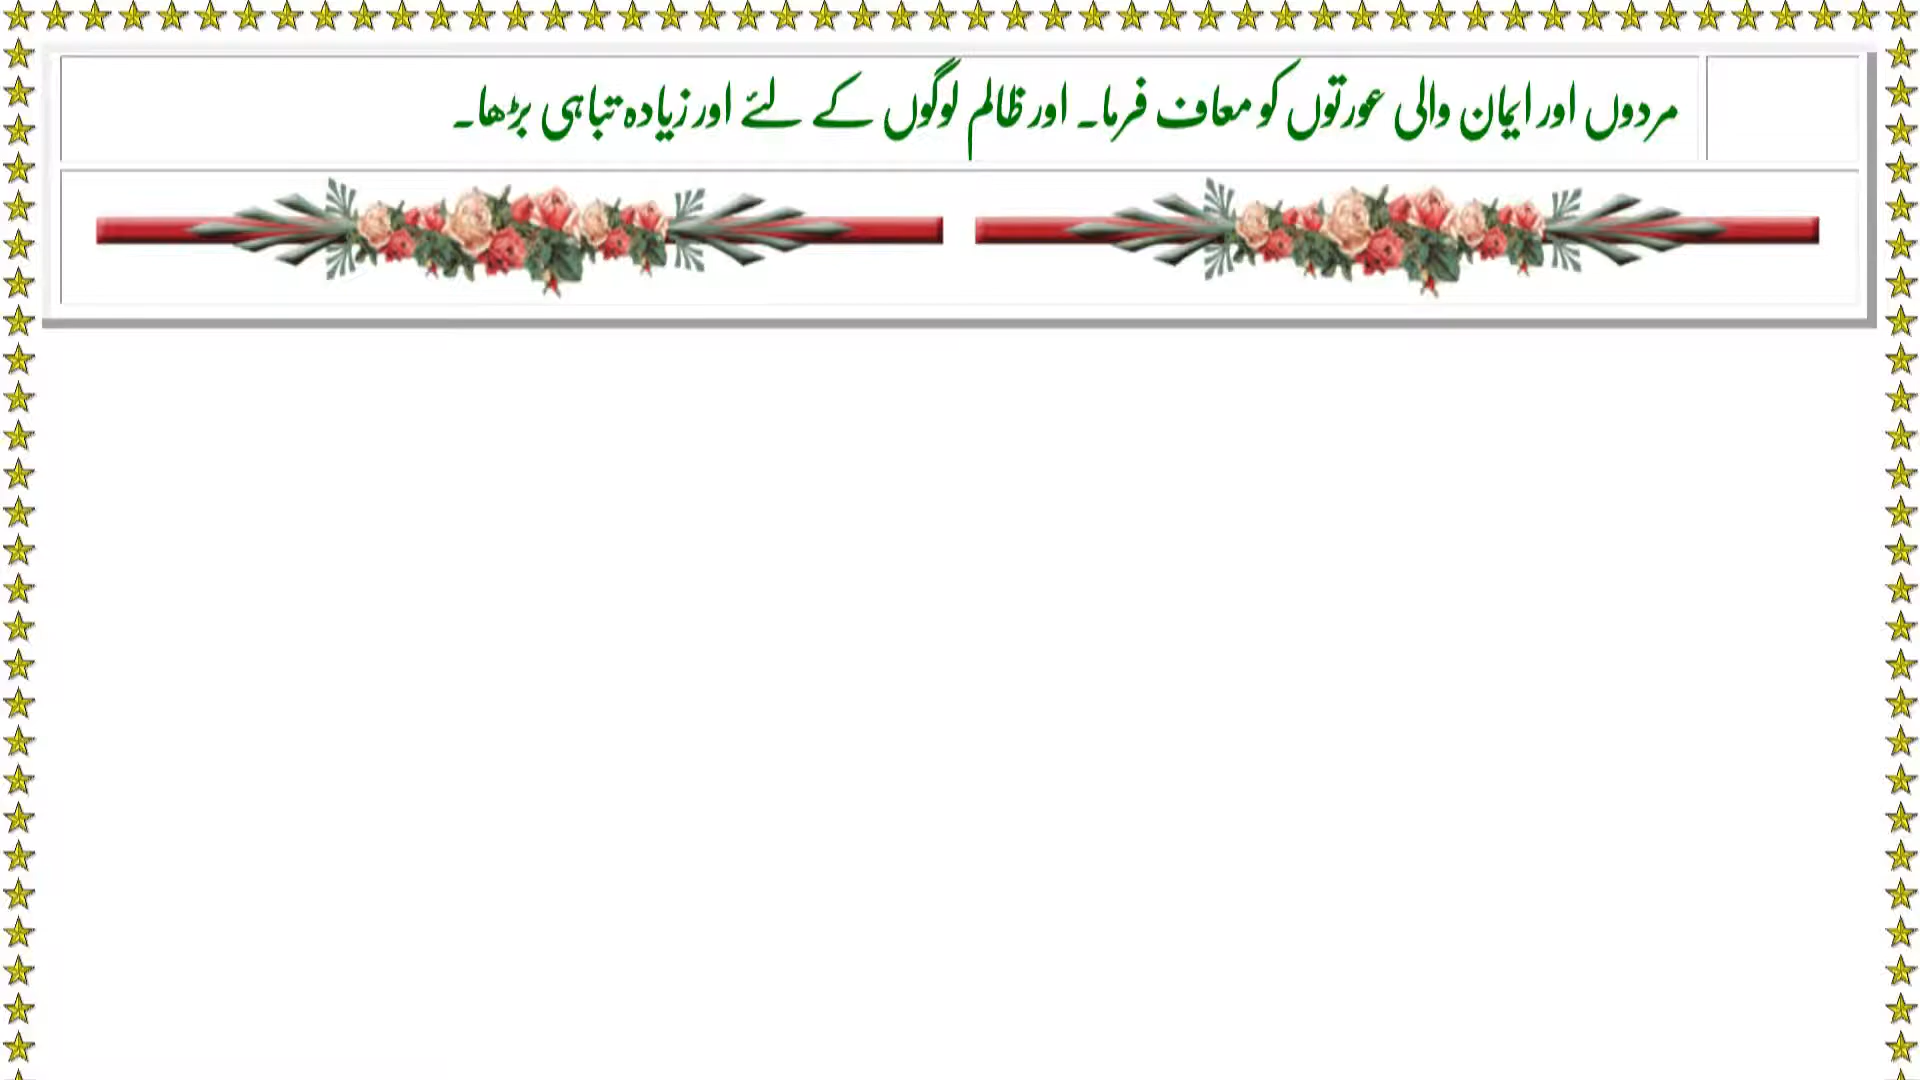 مردوں اور ایمان والی عورتوں کو معاف فرما۔ اور ظالم لوگوں کے لئے اور زیادہ تباہی بڑھا۔